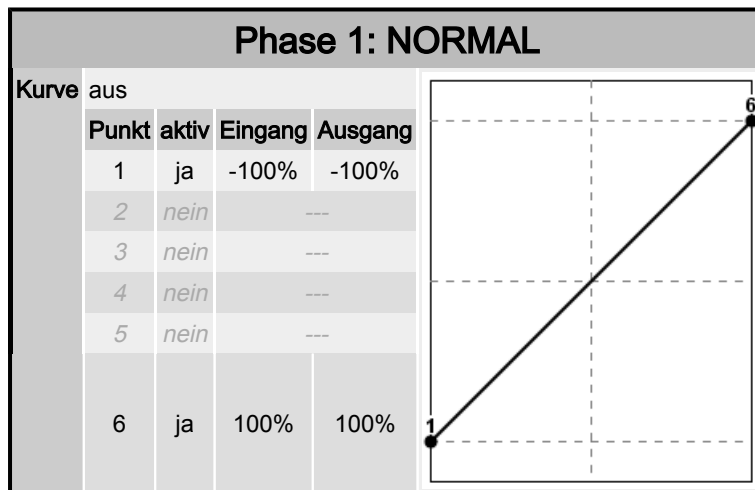 Phase 1: NORMAL
Kurve aus
Punkt aktiv Eingang Ausgang
1 ja -100% -100%
2 nein ---
3 nein ---
4 nein ---
5 nein ---
6 ja 100% 100%
6
1